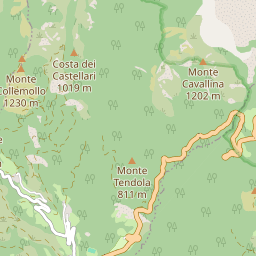 Costa dei
Castellari
1019 m
Monte
Collemollo
1230 m
Monte
Cavallina
1202 m
Monte
Tendola
811 m